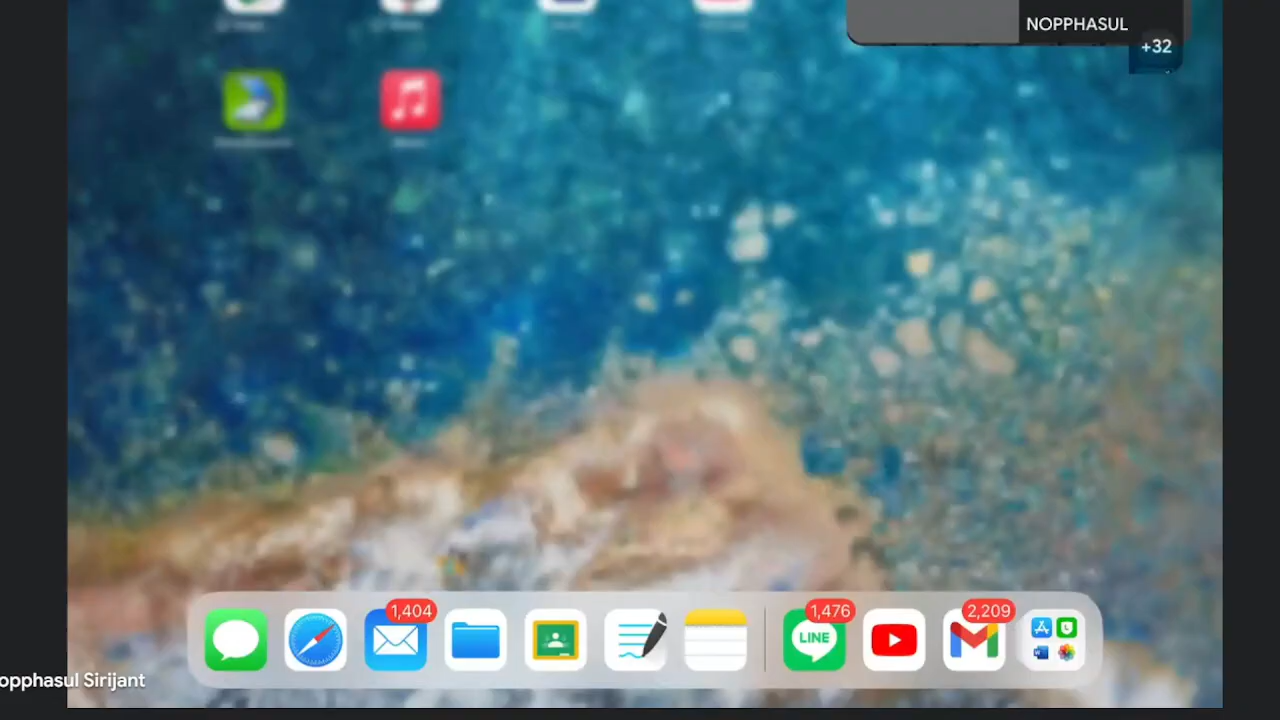 NOPPHASUL
+32
1,404
1,476
2,209
LINE
opphasul Sirijant